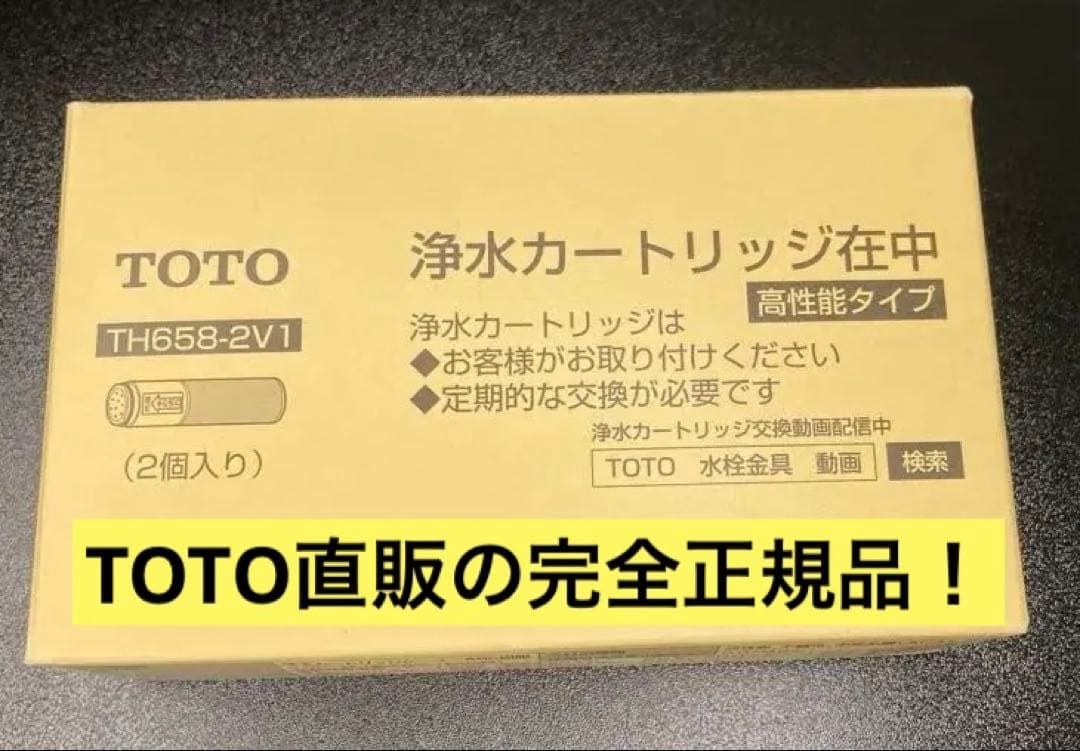 TOTO
TH658-2V1
(2個入り)
浄水カートリッジ在中
高性能タイプ
浄水カートリッジは
◆お客様がお取り付けください
◆定期的な交換が必要です
浄水カートリッジ交換動画配信中
TOTO 水栓金具 動画 検索
TOTO直販の完全正規品！